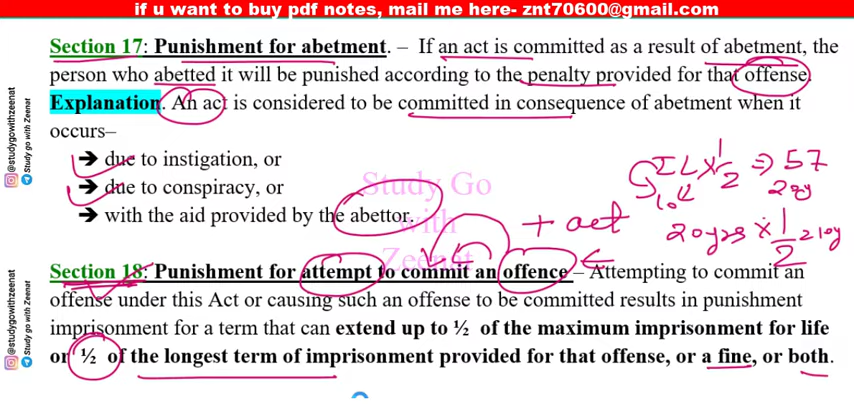 if u want to buy pdf notes, mail me here- znt70600@gmail.com
Section 17: Punishment for abetment. – If an act is committed as a result of abetment, the
person who abetted it will be punished according to the penalty provided for that offense.
Explanation. An act is considered to be committed in consequence of abetment when it
occurs–
➔ due to instigation, or
➔ due to conspiracy, or
➔ with the aid provided by the abettor.
Study Go
with
Zeenat
+ act
20yrs × 1/2
Section 18: Punishment for attempt to commit an offence – Attempting to commit an
offense under this Act or causing such an offense to be committed results in punishment
imprisonment for a term that can extend up to ½ of the maximum imprisonment for life
or ½ of the longest term of imprisonment provided for that offense, or a fine, or both.
@studygowithzeenat
Study go with Zeenat
@studygowithzeenat
Study go with Zeenat